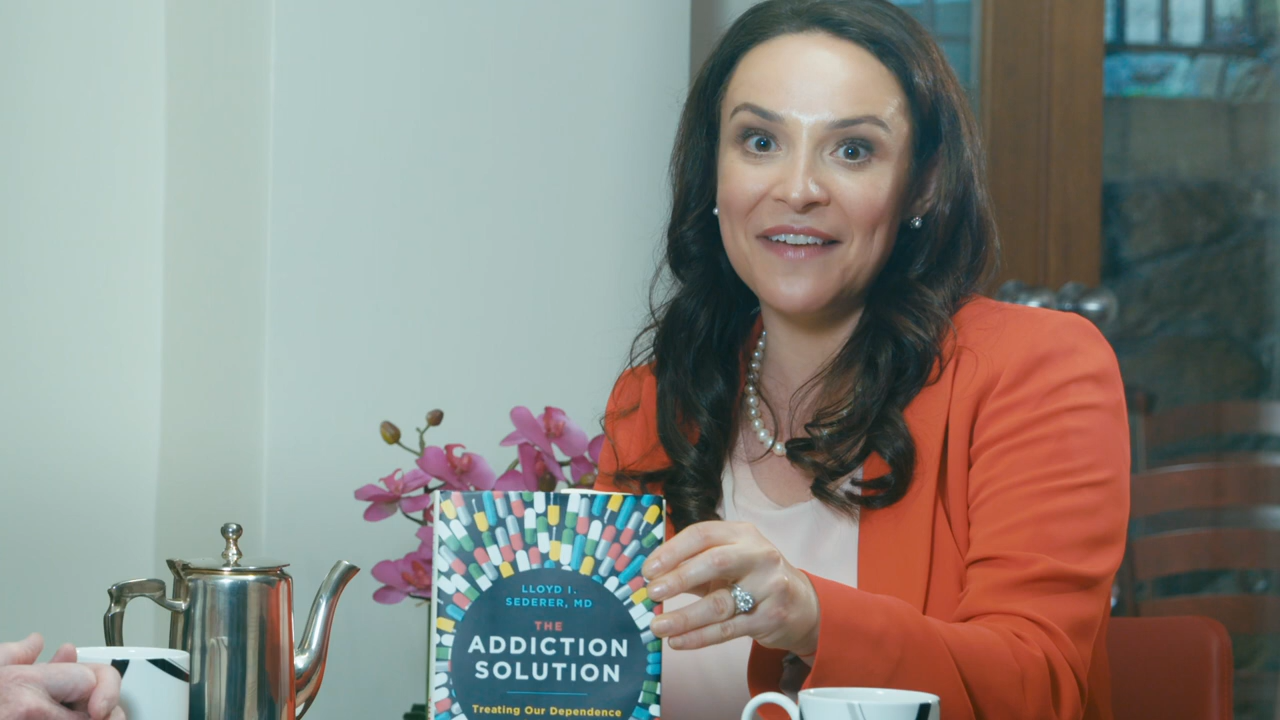 LLOYD I.
SEDERER, MD
THE
ADDICTION
SOLUTION
Treating Our Dependence